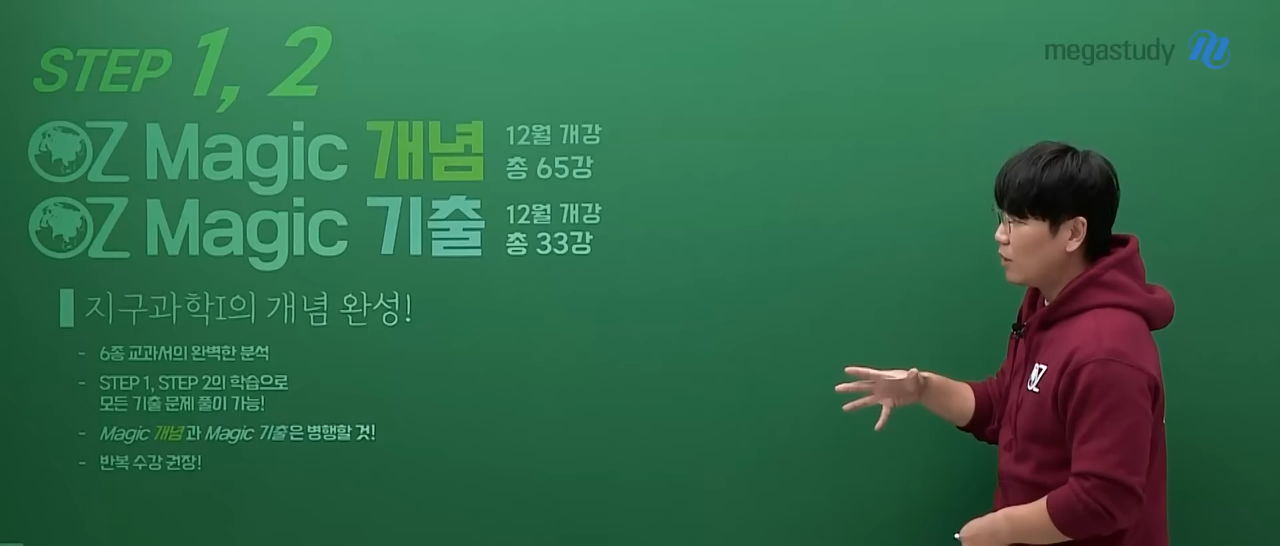 STEP 1, 2
megastudy
OZ Magic 개념 12월 개강
총 65강
OZ Magic 기출 12월 개강
총 33강
지구과학I의 개념 완성!
- 6종 교과서의 완벽한 분석
- STEP 1, STEP 2의 학습으로
모든 기출 문제 풀이 가능!
- Magic 개념과 Magic 기출은 병행할 것!
- 반복 수강 권장!
OZ